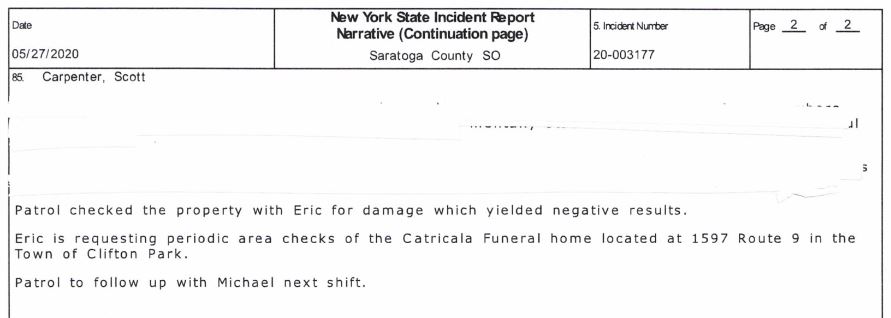 Date
New York State Incident Report
Narrative (Continuation page)
Saratoga County SO
5. Incident Number
Page 2 of 2
05/27/2020
20-003177
85. Carpenter, Scott
Patrol checked the property with Eric for damage which yielded negative results.
Eric is requesting periodic area checks of the Catricala Funeral home located at 1597 Route 9 in the
Town of Clifton Park.
Patrol to follow up with Michael next shift.